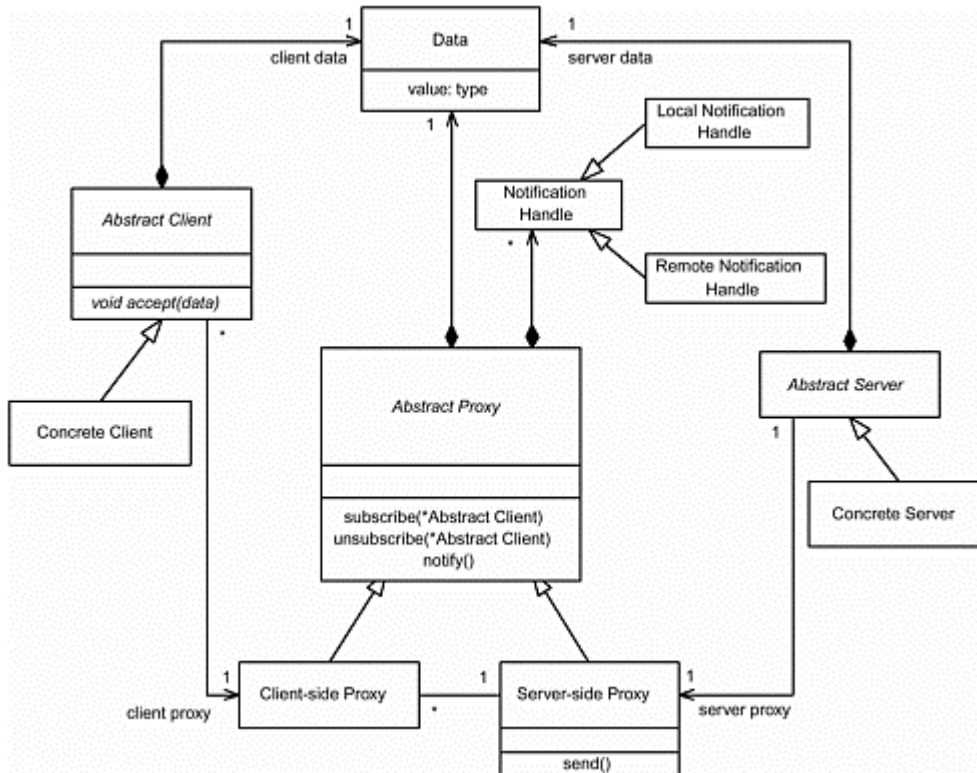 1
1
Data
client data
server data
value: type
1
Local Notification
Handle
Notification
Handle
*
Abstract Client
Remote Notification
Handle
void accept(data)
*
Abstract Proxy
Abstract Server
1
Concrete Client
subscribe(*Abstract Client)
unsubscribe(*Abstract Client)
notify()
Concrete Server
1
Client-side Proxy
1
*
Server-side Proxy
1
client proxy
server proxy
send()